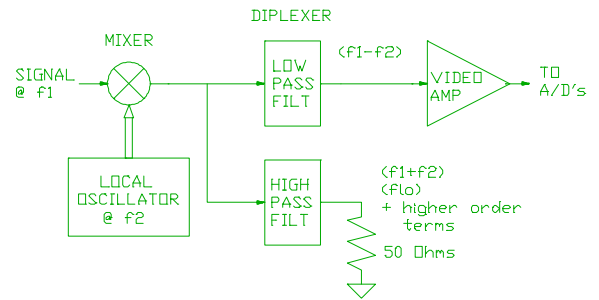 DIPLEXER
MIXER
SIGNAL
@ f1
LOW
PASS
FILT
(f1-f2)
VIDEO
AMP
TO
A/D's
LOCAL
OSCILLATOR
@ f2
HIGH
PASS
FILT
(f1+f2)
(flo)
+ higher order
terms
50 Ohms